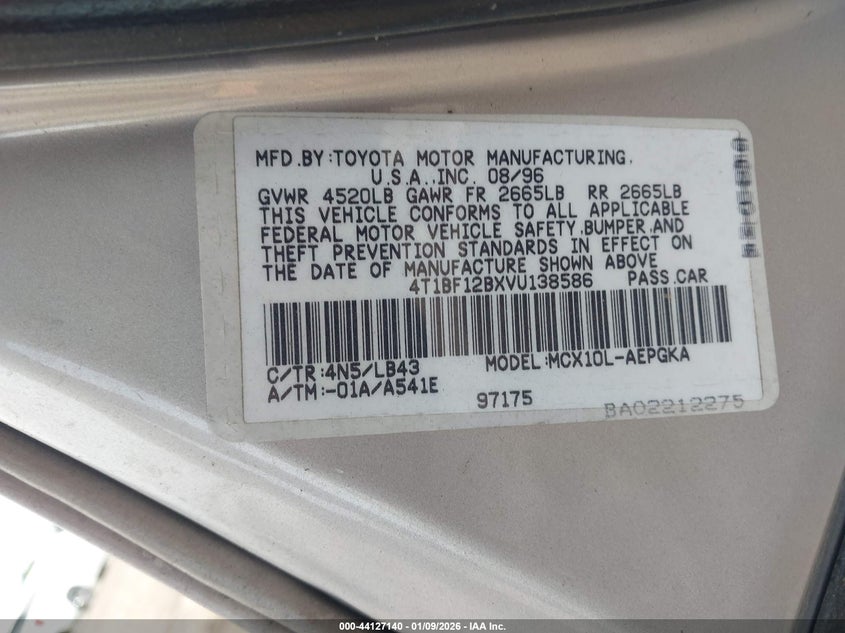 MFD.BY:TOYOTA MOTOR MANUFACTURING,
U.S.A.,INC. 08/96
GVWR 4520LB GAWR FR 2665LB RR 2665LB
THIS VEHICLE CONFORMS TO ALL APPLICABLE
FEDERAL MOTOR VEHICLE SAFETY,BUMPER,AND
THEFT PREVENTION STANDARDS IN EFFECT ON
THE DATE OF MANUFACTURE SHOWN ABOVE
4T1BF12BXVU138586 PASS.CAR
C/TR:4N5/LB43 MODEL:MCX10L-AEPGKA
A/TM:-01A/A541E
97175 BA02212275
000-44127140 - 01/09/2026 - IAA Inc.